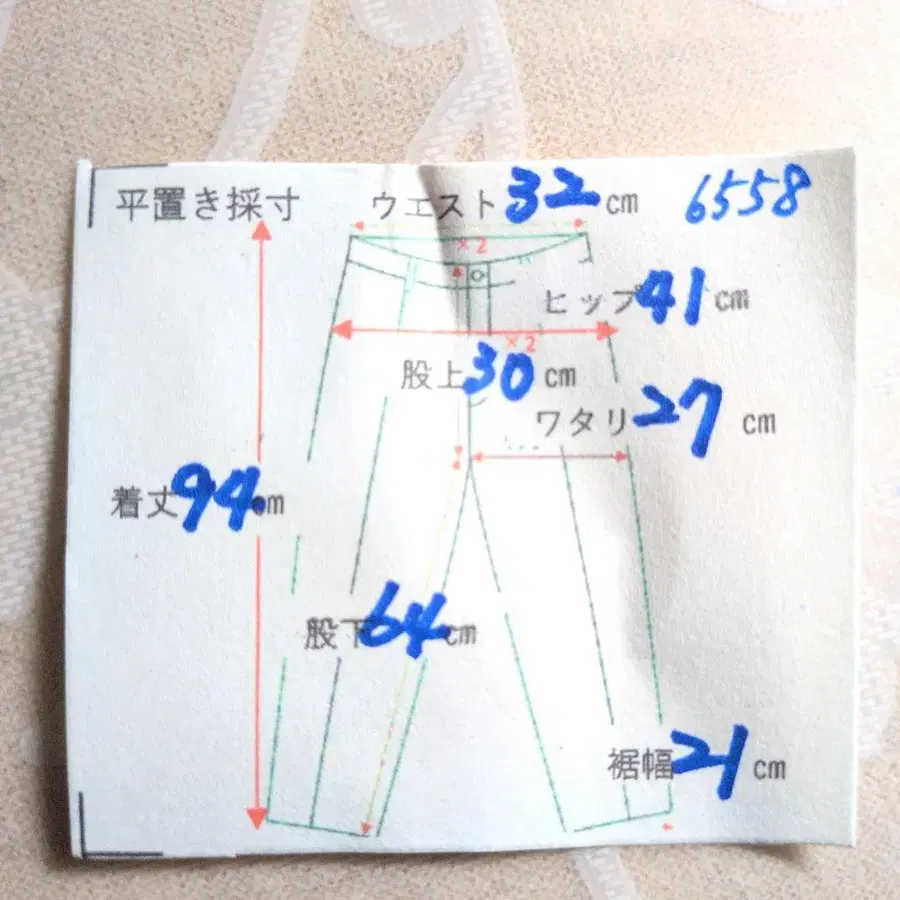 平置き採寸 ウエスト32cm 6558
×2
ヒップ41cm
×2
股上30cm
ワタリ27cm
着丈94cm
股下64cm
裾幅21cm